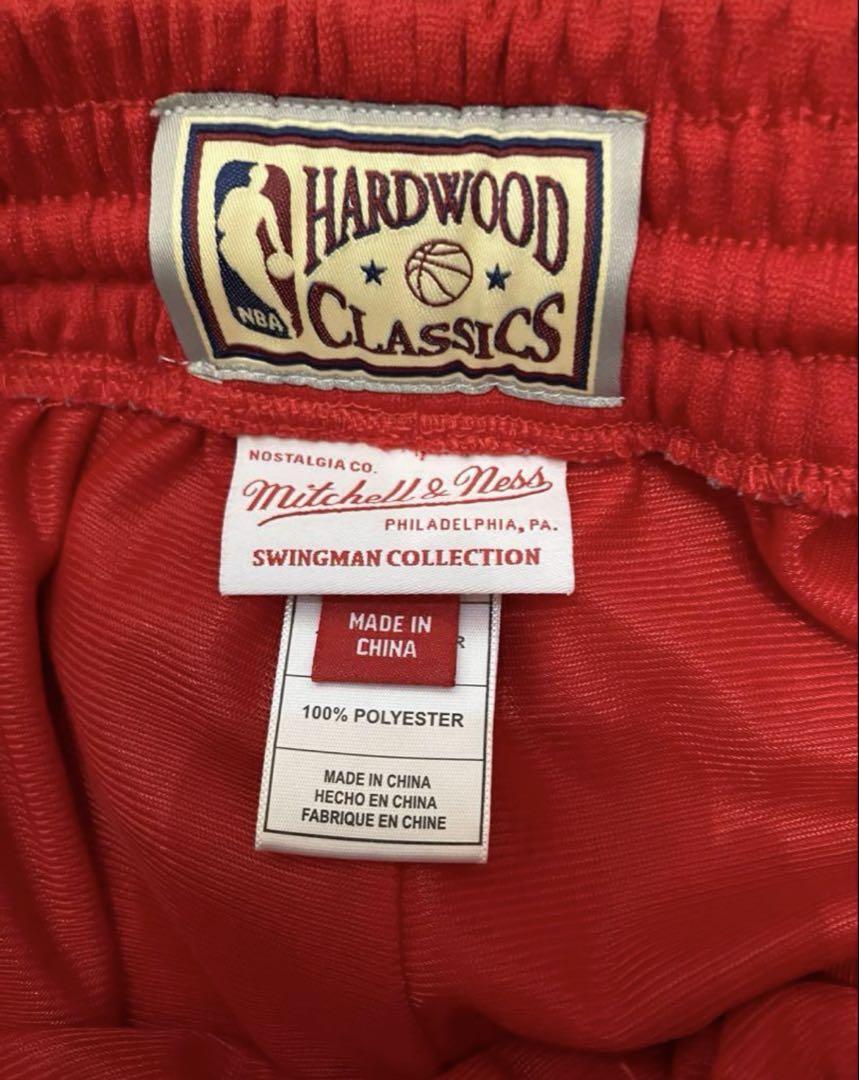 HARDWOOD
CLASSICS
NBA
NOSTALGIA CO.
Mitchell & Ness
PHILADELPHIA, PA.
SWINGMAN COLLECTION
MADE IN
CHINA
100% POLYESTER
MADE IN CHINA
HECHO EN CHINA
FABRIQUE EN CHINE